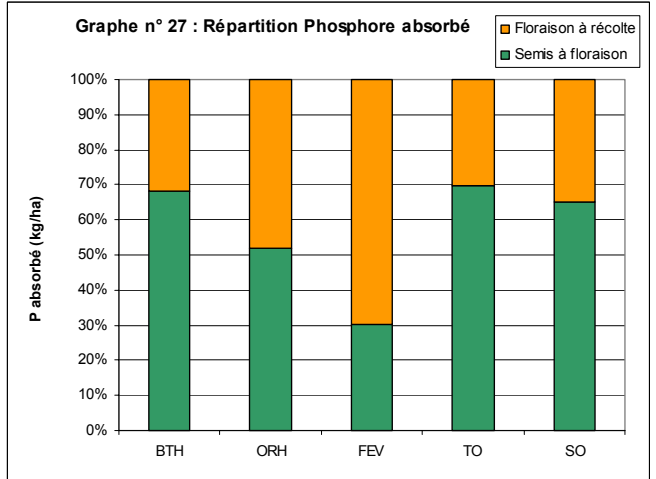 Graphe n° 27 : Répartition Phosphore absorbé
Floraison à récolte
Semis à floraison
P absorbé (kg/ha)
100%
90%
80%
70%
60%
50%
40%
30%
20%
10%
0%
BTH ORH FEV TO SO